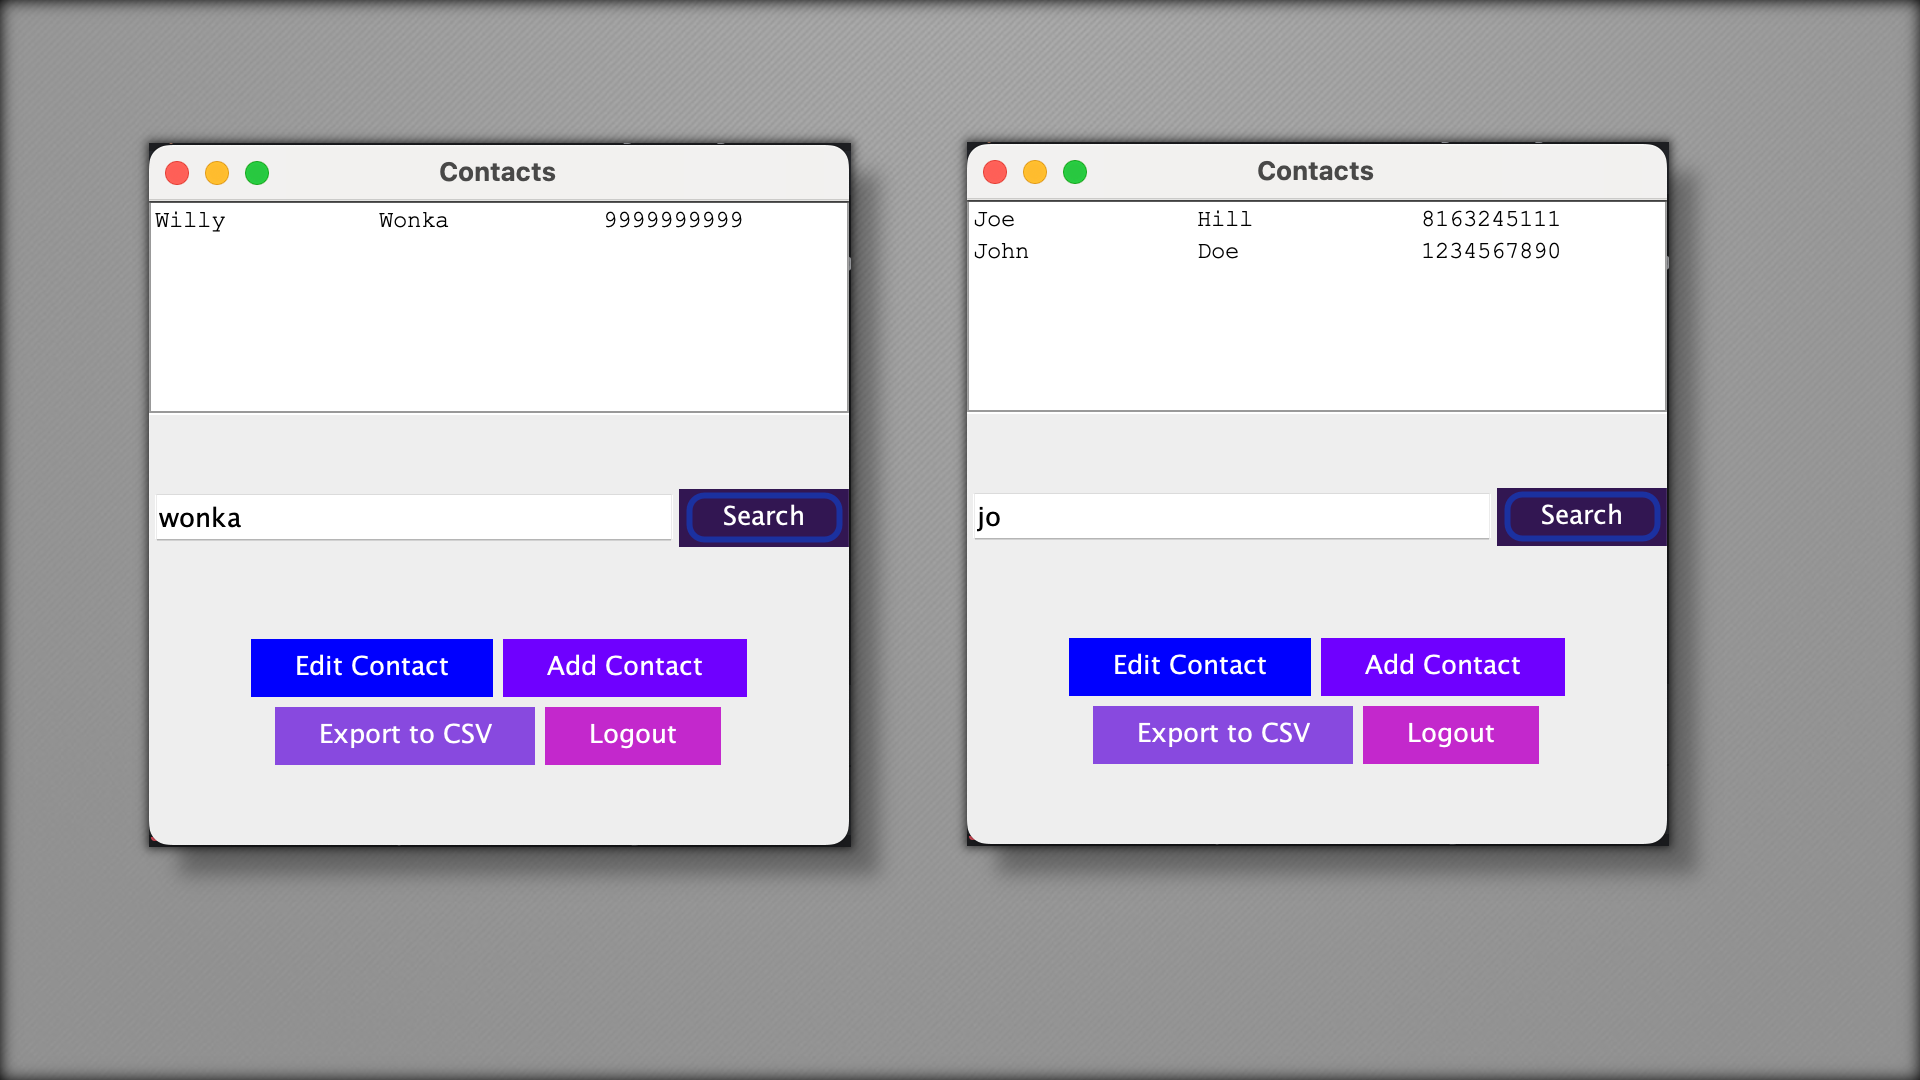 Contacts
Willy Wonka 9999999999
wonka
Search
Edit Contact Add Contact
Export to CSV Logout
Contacts
Joe Hill 8163245111
John Doe 1234567890
jo
Search
Edit Contact Add Contact
Export to CSV Logout